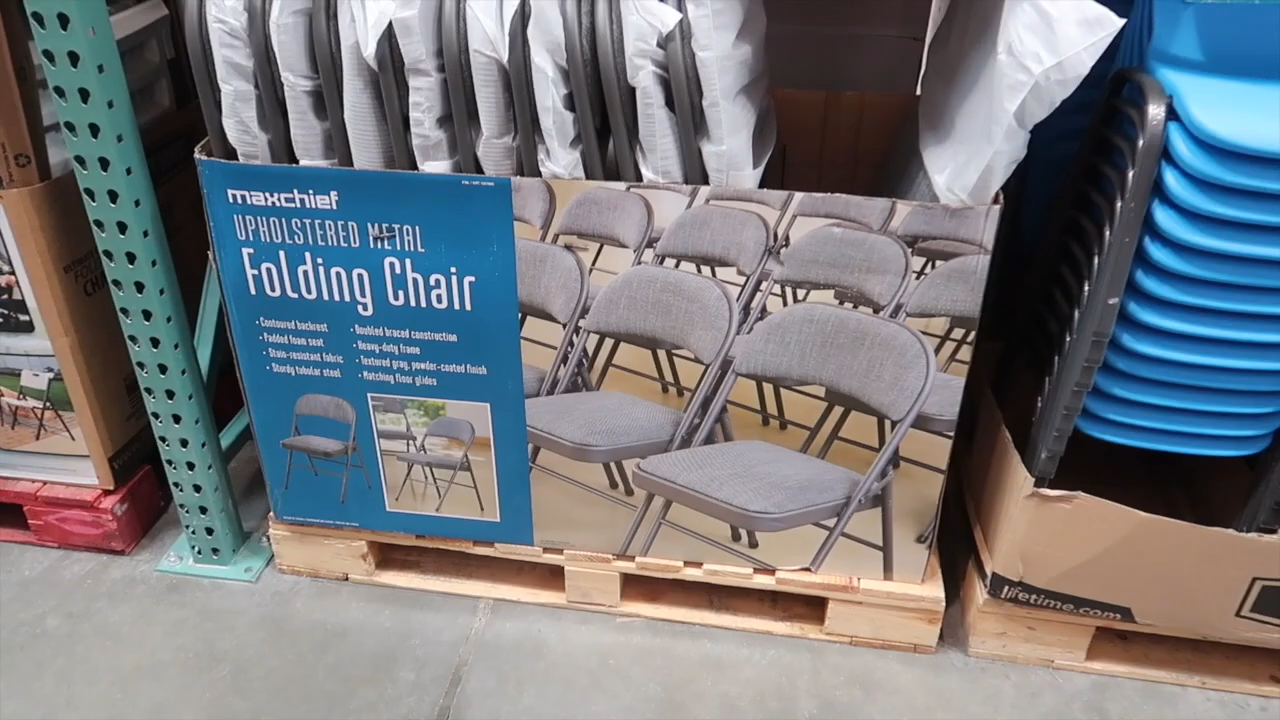 maxchief
UPHOLSTERED METAL
Folding Chair
• Contoured backrest
• Padded foam seat
• Stain-resistant fabric
• Sturdy tubular steel
• Doubled braced construction
• Heavy-duty frame
• Textured gray, powder-coated finish
• Matching floor glides
lifetime.com